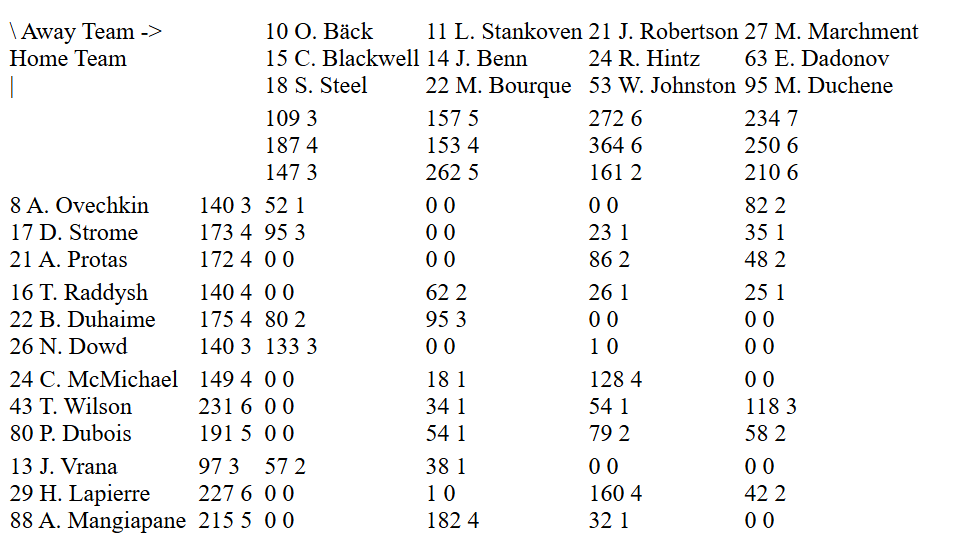 \ Away Team -> 10 O. Bäck 11 L. Stankoven 21 J. Robertson 27 M. Marchment
Home Team 15 C. Blackwell 14 J. Benn 24 R. Hintz 63 E. Dadonov
18 S. Steel 22 M. Bourque 53 W. Johnston 95 M. Duchene
109 3 157 5 272 6 234 7
187 4 153 4 364 6 250 6
147 3 262 5 161 2 210 6
8 A. Ovechkin 140 3 52 1 0 0 0 0 82 2
17 D. Strome 173 4 95 3 0 0 23 1 35 1
21 A. Protas 172 4 0 0 0 0 86 2 48 2
16 T. Raddysh 140 4 0 0 62 2 26 1 25 1
22 B. Duhaime 175 4 80 2 95 3 0 0 0 0
26 N. Dowd 140 3 133 3 0 0 1 0 0 0
24 C. McMichael 149 4 0 0 18 1 128 4 0 0
43 T. Wilson 231 6 0 0 34 1 54 1 118 3
80 P. Dubois 191 5 0 0 54 1 79 2 58 2
13 J. Vrana 97 3 57 2 38 1 0 0 0 0
29 H. Lapierre 227 6 0 0 1 0 160 4 42 2
88 A. Mangiapane 215 5 0 0 182 4 32 1 0 0